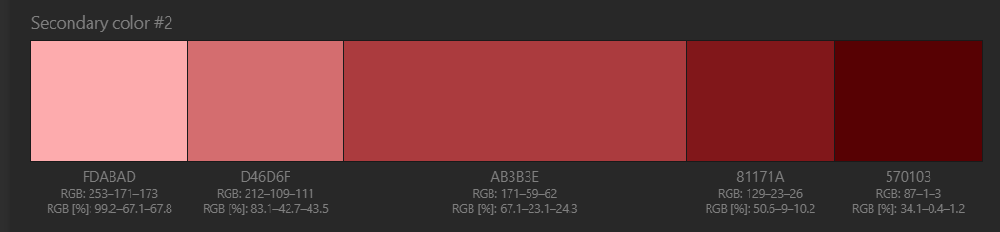 Secondary color #2
FDABAD D46D6F AB3B3E 81171A 570103
RGB: 253–171–173 RGB: 212–109–111 RGB: 171–59–62 RGB: 129–23–26 RGB: 87–1–3
RGB [%]: 99.2–67.1–67.8 RGB [%]: 83.1–42.7–43.5 RGB [%]: 67.1–23.1–24.3 RGB [%]: 50.6–9–10.2 RGB [%]: 34.1–0.4–1.2